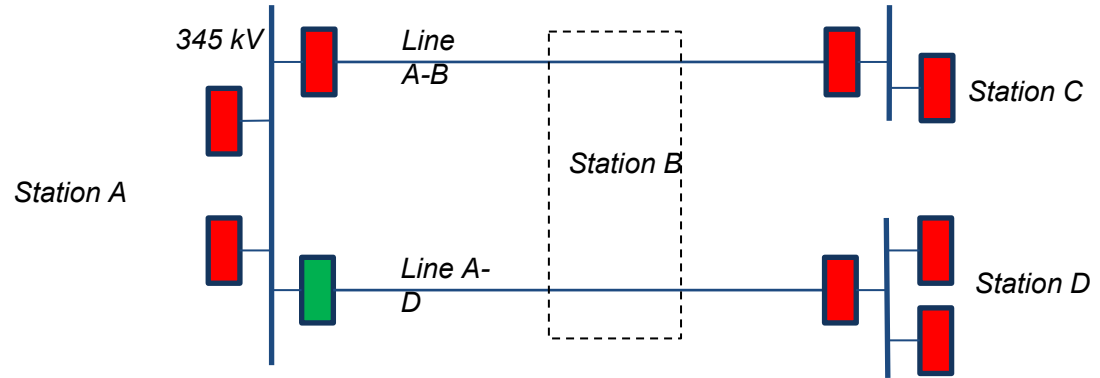 345 kV
Line
A-B
Station C
Station B
Station A
Line A-
D
Station D